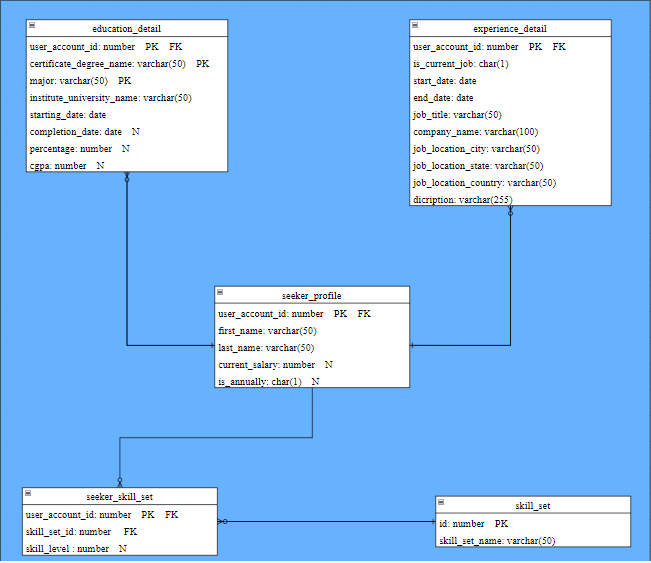 education_detail
user_account_id: number PK FK
certificate_degree_name: varchar(50) PK
major: varchar(50) PK
institute_university_name: varchar(50)
starting_date: date
completion_date: date N
percentage: number N
cgpa: number N
experience_detail
user_account_id: number PK FK
is_current_job: char(1)
start_date: date
end_date: date
job_title: varchar(50)
company_name: varchar(100)
job_location_city: varchar(50)
job_location_state: varchar(50)
job_location_country: varchar(50)
dicription: varchar(255)
seeker_profile
user_account_id: number PK FK
first_name: varchar(50)
last_name: varchar(50)
current_salary: number N
is_annually: char(1) N
seeker_skill_set
user_account_id: number PK FK
skill_set_id: number FK
skill_level : number N
skill_set
id: number PK
skill_set_name: varchar(50)